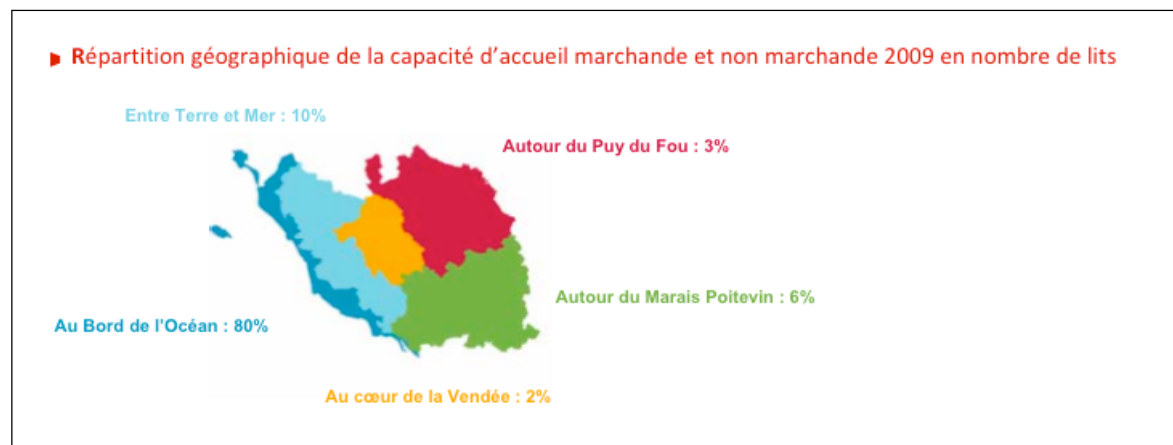 Répartition géographique de la capacité d’accueil marchande et non marchande 2009 en nombre de lits
Entre Terre et Mer : 10%
Autour du Puy du Fou : 3%
Autour du Marais Poitevin : 6%
Au Bord de l'Océan : 80%
Au cœur de la Vendée : 2%